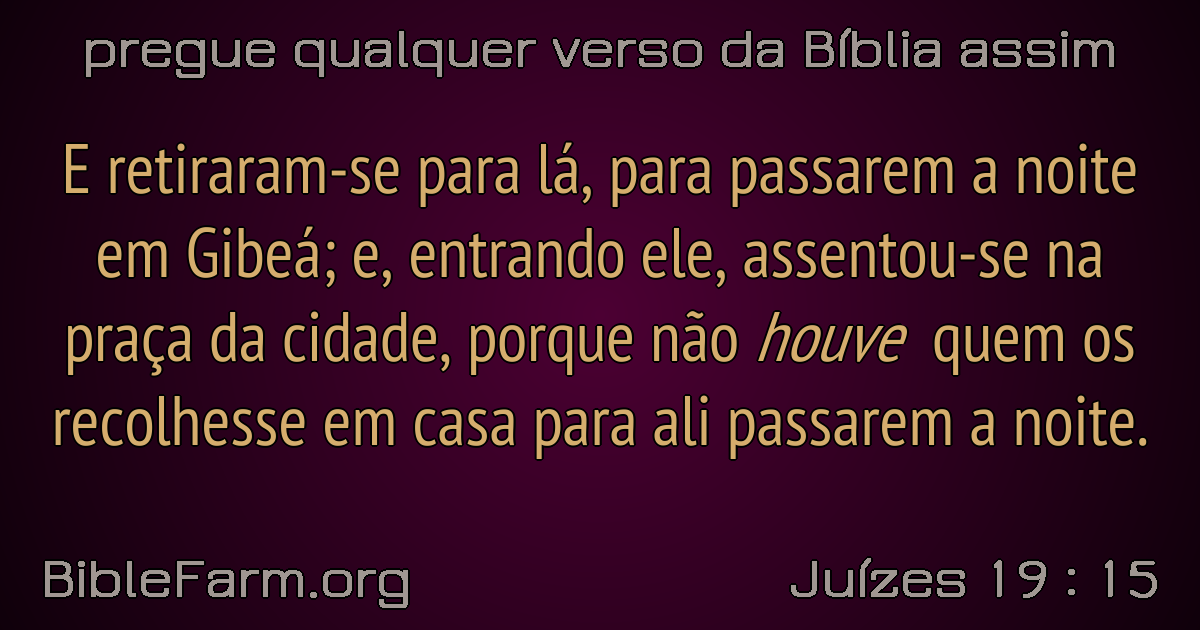 pregue qualquer verso da Bíblia assim
E retiraram-se para lá, para passarem a noite
em Gibeá; e, entrando ele, assentou-se na
praça da cidade, porque não houve quem os
recolhesse em casa para ali passarem a noite.
BibleFarm.org
Juízes 19 : 15